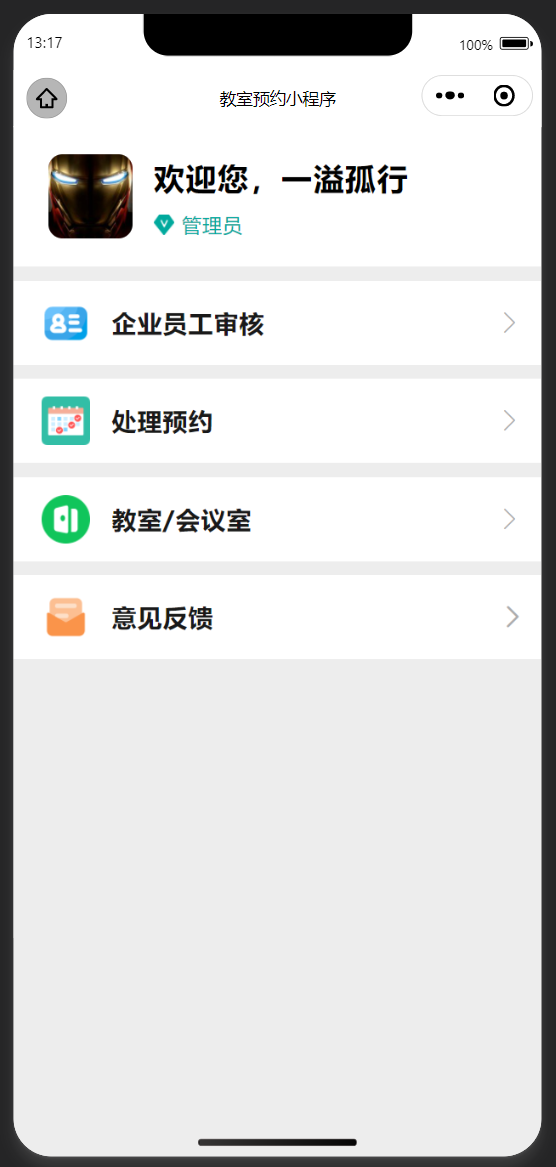 13:17
100%
教室预约小程序
欢迎您，一溢孤行
管理员
企业员工审核
处理预约
教室/会议室
意见反馈